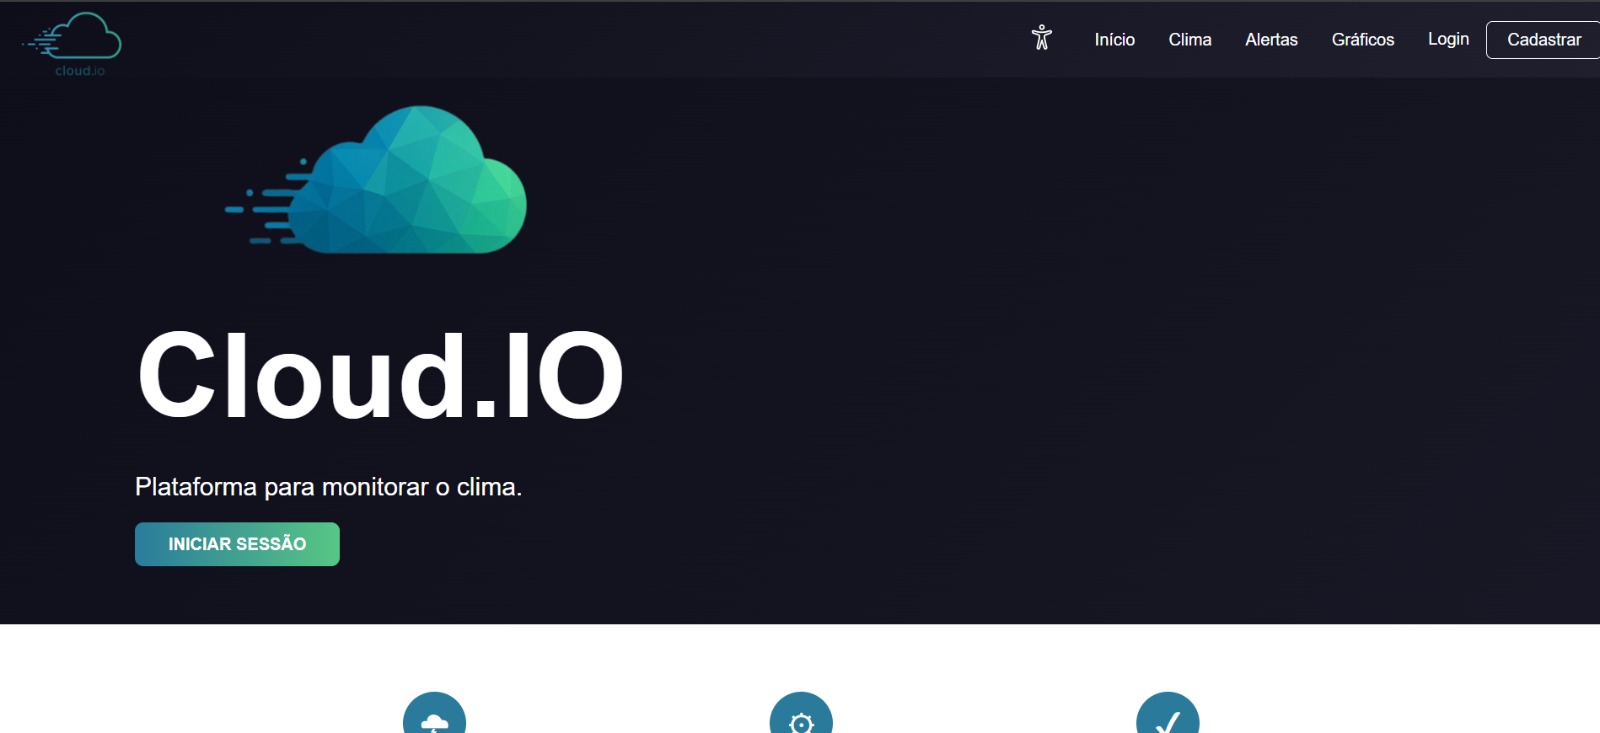 cloud.io
Início Clima Alertas Gráficos Login Cadastrar
Cloud.IO
Plataforma para monitorar o clima.
INICIAR SESSÃO